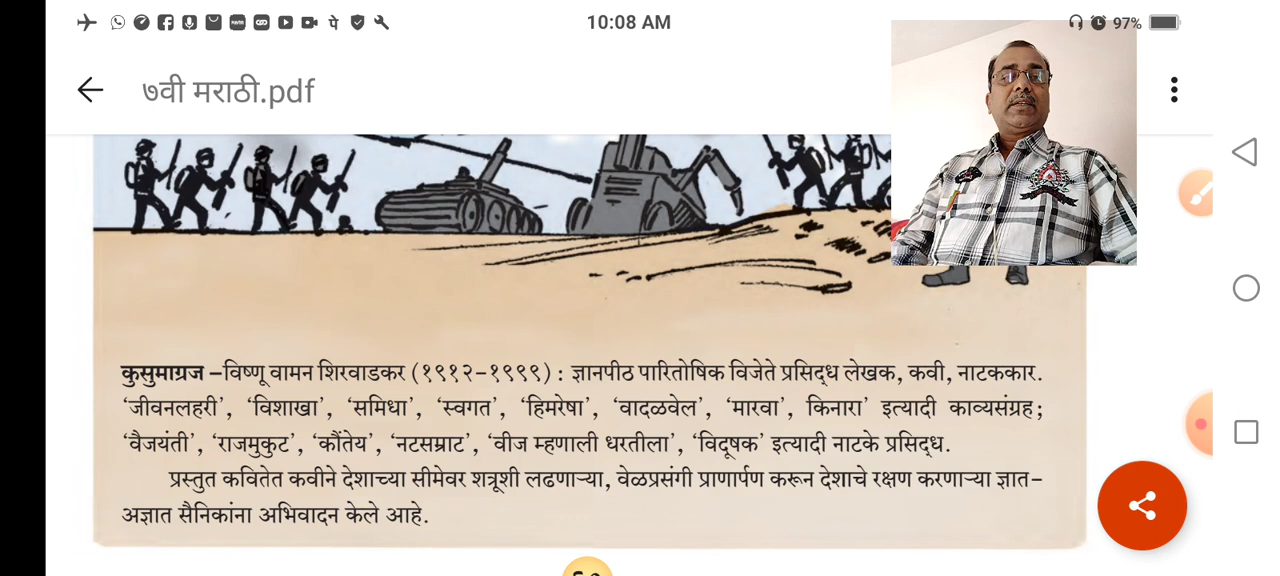 10:08 AM
97%
७वी मराठी.pdf
कुसुमाग्रज –विष्णू वामन शिरवाडकर (१९१२–१९९९) : ज्ञानपीठ पारितोषिक विजेते प्रसिद्ध लेखक, कवी, नाटककार.
‘जीवनलहरी’, ‘विशाखा’, ‘समिधा’, ‘स्वगत’, ‘हिमरेषा’, ‘वादळवेल’, ‘मारवा’, किनारा’ इत्यादी काव्यसंग्रह;
‘वैजयंती’, ‘राजमुकुट’, ‘कौंतेय’, ‘नटसम्राट’, ‘वीज म्हणाली धरतीला’, ‘विदूषक’ इत्यादी नाटके प्रसिद्ध.
प्रस्तुत कवितेत कवीने देशाच्या सीमेवर शत्रूशी लढणाऱ्या, वेळप्रसंगी प्राणार्पण करून देशाचे रक्षण करणाऱ्या ज्ञात–
अज्ञात सैनिकांना अभिवादन केले आहे.